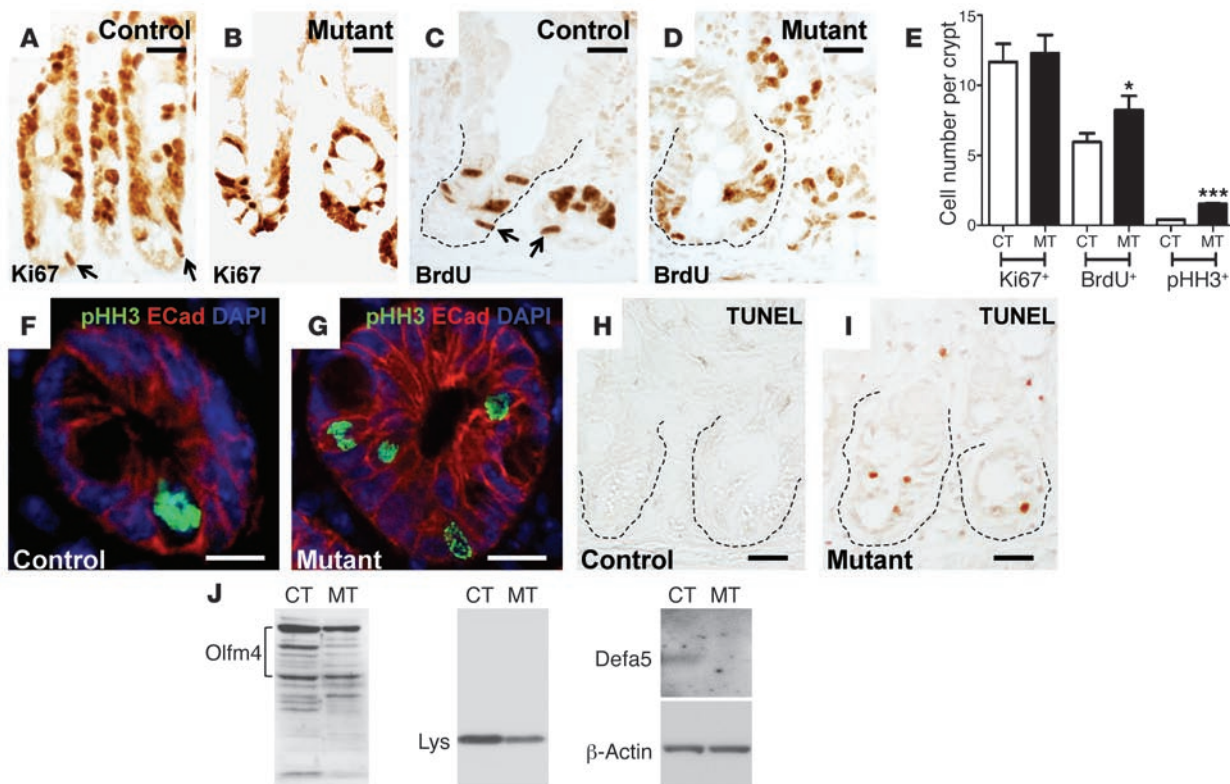 A
Control
Ki67
B
Mutant
Ki67
C
Control
BrdU
D
Mutant
BrdU
E
Cell number per crypt
15
10
5
0
*
***
CT MT CT MT CT MT
Ki67⁺ BrdU⁺ pHH3⁺
F
pHH3 ECad DAPI
Control
G
pHH3 ECad DAPI
Mutant
H
TUNEL
Control
I
TUNEL
Mutant
J
CT MT
Olfm4
CT MT
Lys
CT MT
Defa5
β-Actin